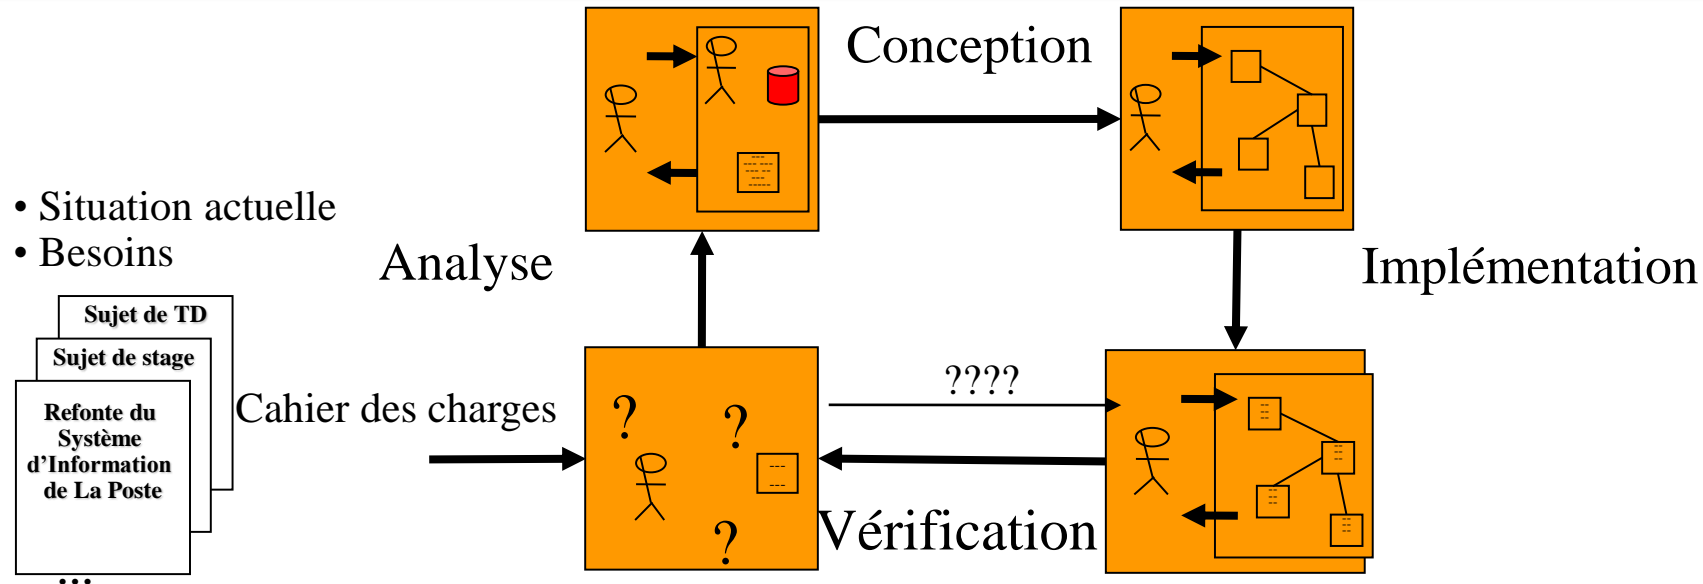 Conception
• Situation actuelle
• Besoins
Analyse
Implémentation
Sujet de TD
Sujet de stage
Refonte du
Système
d’Information
de La Poste
...
Cahier des charges
????
?
?
?
Vérification